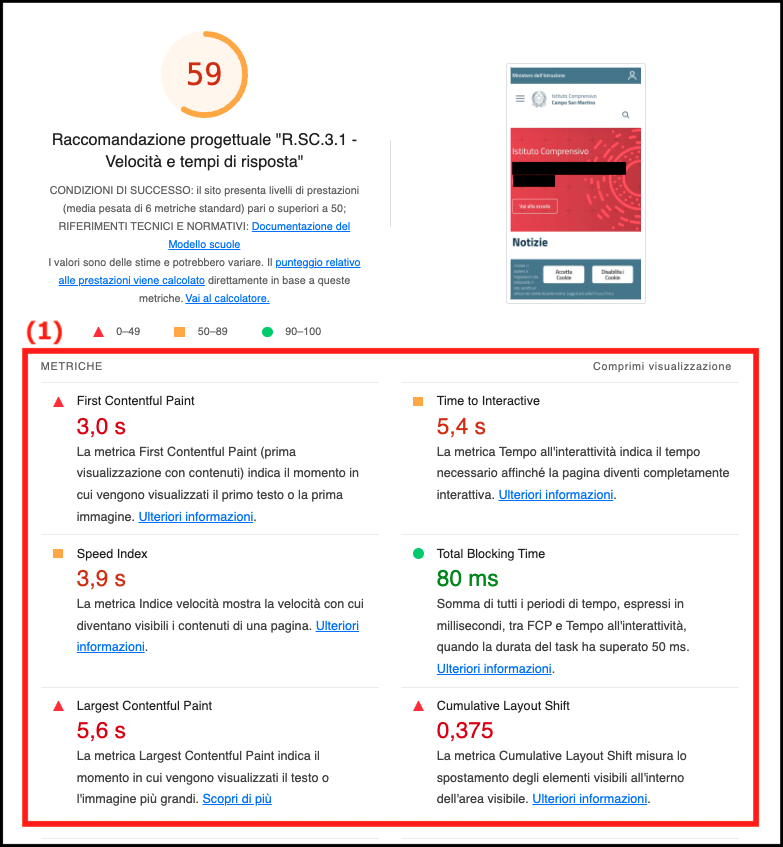 59
Raccomandazione progettuale "R.SC.3.1 -
Velocità e tempi di risposta"
CONDIZIONI DI SUCCESSO: il sito presenta livelli di prestazioni
(media pesata di 6 metriche standard) pari o superiori a 50;
RIFERIMENTI TECNICI E NORMATIVI: Documentazione del
Modello scuole
I valori sono delle stime e potrebbero variare. Il punteggio relativo
alle prestazioni viene calcolato direttamente in base a queste
metriche. Vai al calcolatore.
Ministero dell'Istruzione
Istituto Comprensivo
Campo San Martino
Istituto Comprensivo
Vai alla scuola
Notizie
Accetta
Cookie
Disabilita i
Cookie
(1)
0–49
50–89
90–100
METRICHE
Comprimi visualizzazione
First Contentful Paint
3,0 s
La metrica First Contentful Paint (prima
visualizzazione con contenuti) indica il momento in
cui vengono visualizzati il primo testo o la prima
immagine. Ulteriori informazioni.
Time to Interactive
5,4 s
La metrica Tempo all'interattività indica il tempo
necessario affinché la pagina diventi completamente
interattiva. Ulteriori informazioni.
Speed Index
3,9 s
La metrica Indice velocità mostra la velocità con cui
diventano visibili i contenuti di una pagina. Ulteriori
informazioni.
Total Blocking Time
80 ms
Somma di tutti i periodi di tempo, espressi in
millisecondi, tra FCP e Tempo all'interattività,
quando la durata del task ha superato 50 ms.
Ulteriori informazioni.
Largest Contentful Paint
5,6 s
La metrica Largest Contentful Paint indica il
momento in cui vengono visualizzati il testo o
l'immagine più grandi. Scopri di più
Cumulative Layout Shift
0,375
La metrica Cumulative Layout Shift misura lo
spostamento degli elementi visibili all'interno
dell'area visibile. Ulteriori informazioni.